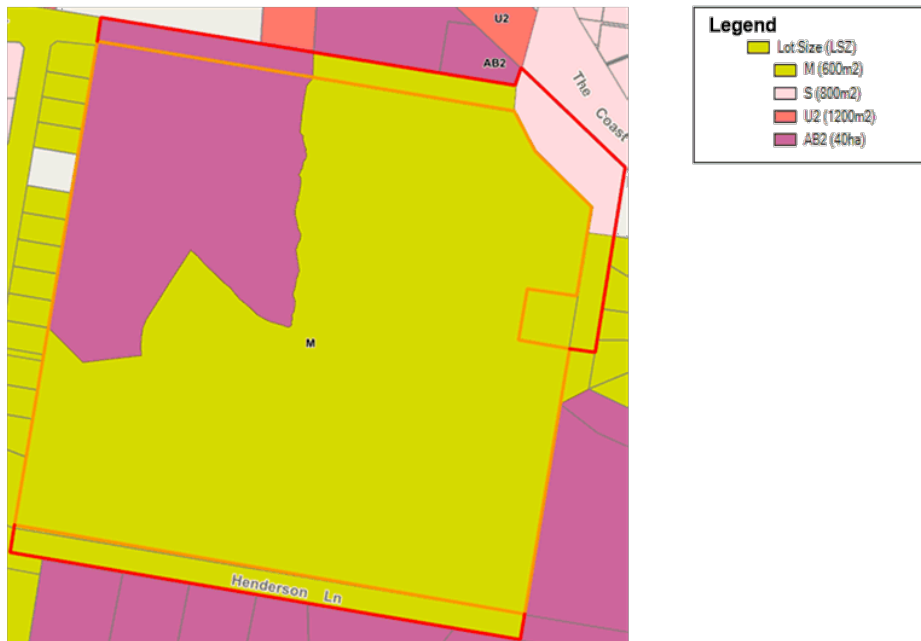 U2
AB2
The Coast
M
Henderson Ln
Legend
Lot Size (LSZ)
M (600m2)
S (800m2)
U2 (1200m2)
AB2 (40ha)